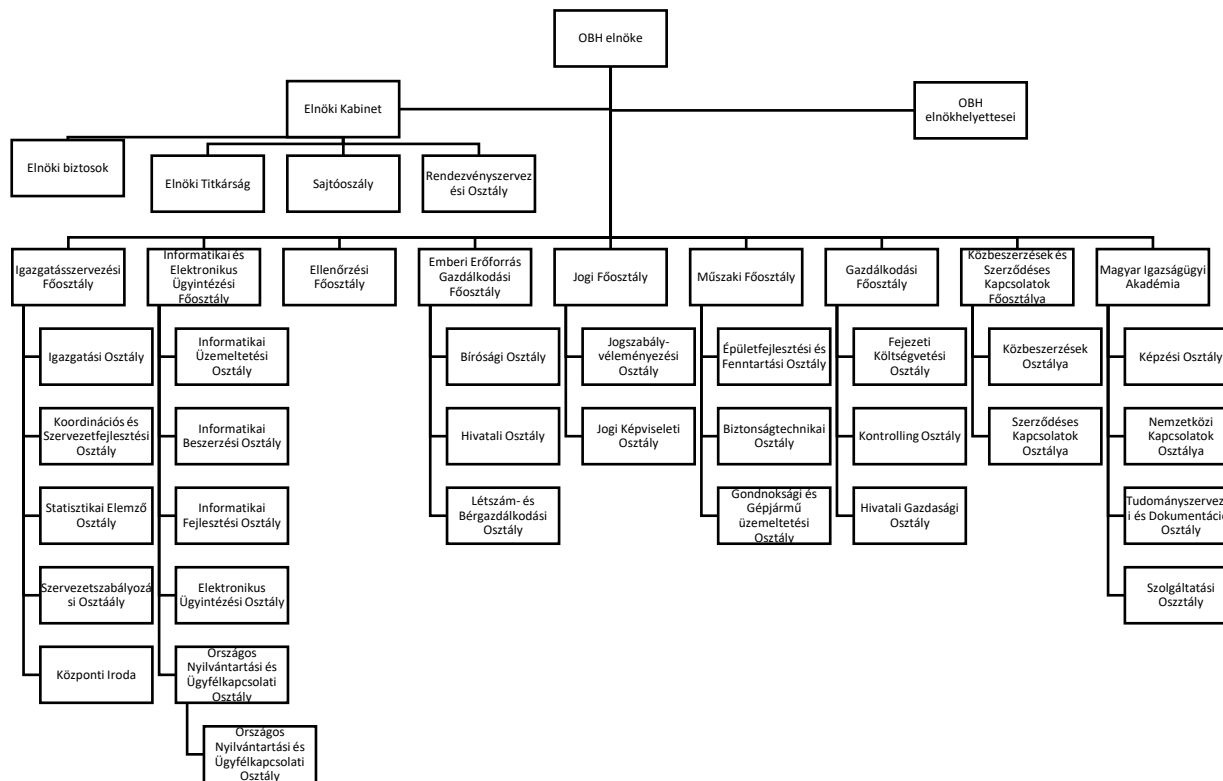 OBH elnöke
Elnöki Kabinet
OBH
elnökhelyettesei
Elnöki biztosok
Elnöki Titkárság
Sajtóoszály
Rendezvényszervez
ési Osztály
Igazgatásszervezési
Főosztály
Informatikai és
Elektronikus
Ügyintézési
Főosztály
Ellenőrzési
Főosztály
Emberi Erőforrás
Gazdálkodási
Főosztály
Jogi Főosztály
Műszaki Főosztály
Gazdálkodási
Főosztály
Közbeszerzések és
Szerződéses
Kapcsolatok
Főosztálya
Magyar Igazságügyi
Akadémia
Igazgatási Osztály
Koordinációs és
Szervezetfejlesztési
Osztály
Statisztikai Elemző
Osztály
Szervezetszabályozá
si Osztáály
Központi Iroda
Informatikai
Üzemeltetési
Osztály
Informatikai
Beszerzési Osztály
Informatikai
Fejlesztési Osztály
Elektronikus
Ügyintézési Osztály
Országos
Nyilvántartási és
Ügyfélkapcsolati
Osztály
Országos
Nyilvántartási és
Ügyfélkapcsolati
Osztály
Bírósági Osztály
Hivatali Osztály
Létszám- és
Bérgazdálkodási
Osztály
Jogszabály-
véleményezési
Osztály
Jogi Képviseleti
Osztály
Épületfejlesztési és
Fenntartási Osztály
Biztonságtechnikai
Osztály
Gondnoksági és
Gépjármű
üzemeltetési
Osztály
Fejezeti
Költségvetési
Osztály
Kontrolling Osztály
Hivatali Gazdasági
Osztály
Közbeszerzések
Osztálya
Szerződéses
Kapcsolatok
Osztálya
Képzési Osztály
Nemzetközi
Kapcsolatok
Osztálya
Tudományszervez
i és Dokumentáci
Osztály
Szolgáltatási
Oszztály